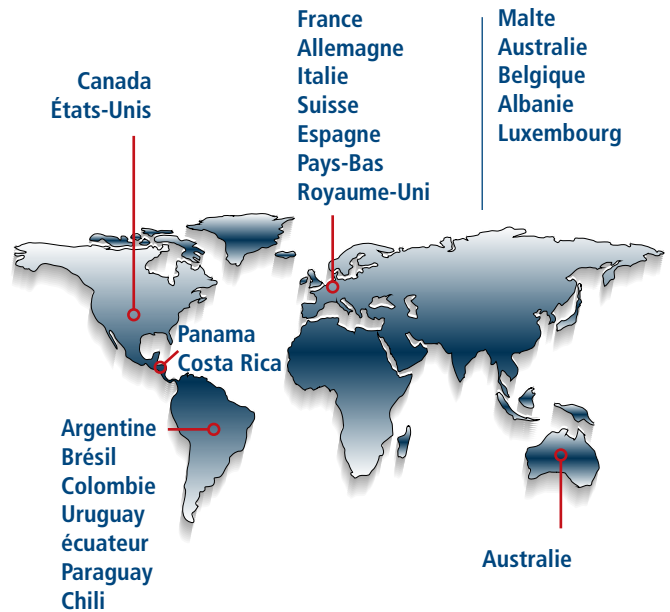 Canada
États-Unis
France
Allemagne
Italie
Suisse
Espagne
Pays-Bas
Royaume-Uni
Malte
Australie
Belgique
Albanie
Luxembourg
Panama
Costa Rica
Argentine
Brésil
Colombie
Uruguay
écuateur
Paraguay
Chili
Australie